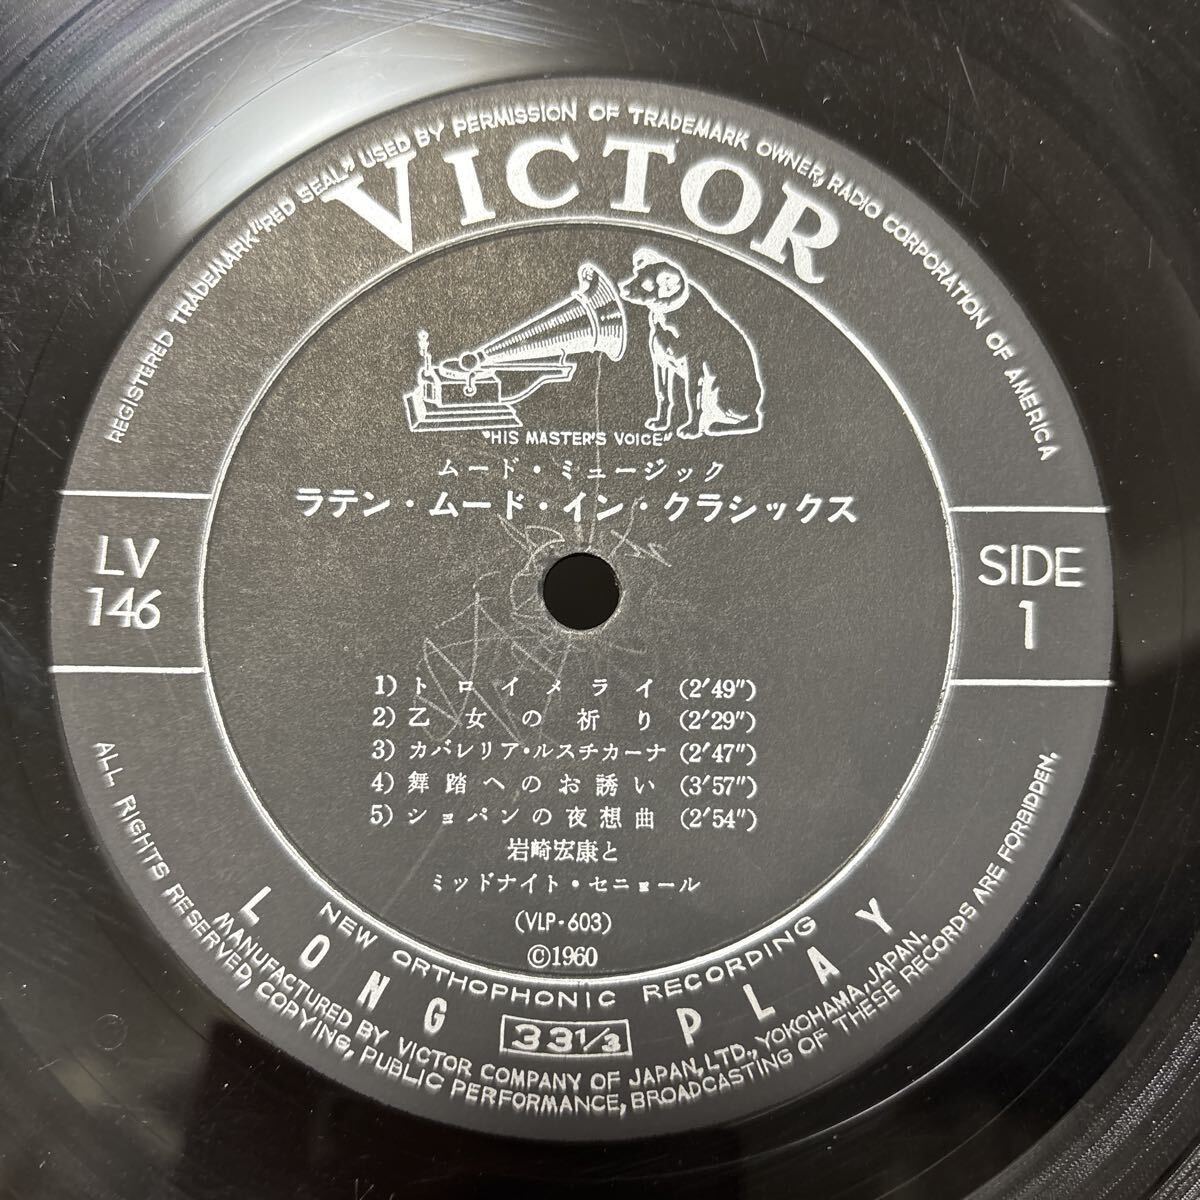 REGISTERED TRADEMARK "RED SEAL" USED BY PERMISSION OF TRADEMARK OWNER, RADIO CORPORATION OF AMERICA
VICTOR
"HIS MASTER'S VOICE"
ムード・ミュージック
ラテン・ムード・イン・クラシックス
LV
146
SIDE
1
1) トロイメライ (2′49″)
2) 乙女の祈り (2′29″)
3) カバレリア・ルスチカーナ (2′47″)
4) 舞踏へのお誘い (3′57″)
5) ショパンの夜想曲 (2′54″)
岩崎宏康と
ミッドナイト・セニョール
(VLP-603)
©1960
NEW ORTHOPHONIC RECORDING
LONG PLAY
33 1/3
MANUFACTURED BY VICTOR COMPANY OF JAPAN, LTD., YOKOHAMA, JAPAN.
ALL RIGHTS RESERVED, COPYING, PUBLIC PERFORMANCE, BROADCASTING OF THESE RECORDS ARE FORBIDDEN.